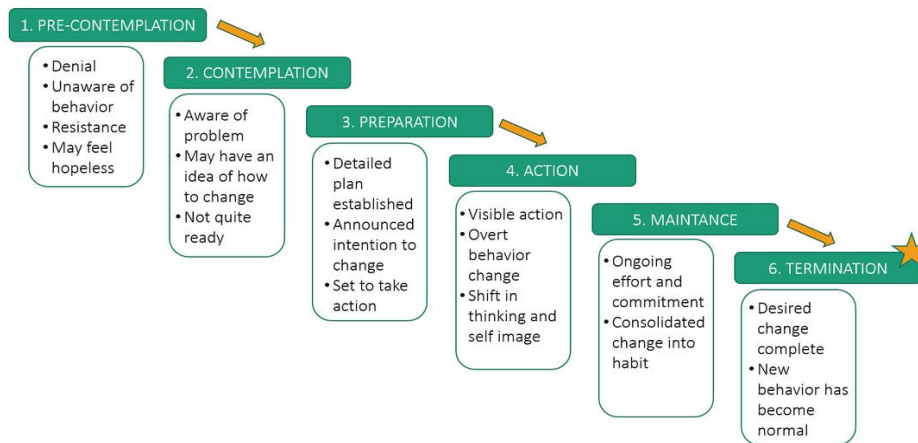 1. PRE-CONTEMPLATION
• Denial
• Unaware of
behavior
• Resistance
• May feel
hopeless
2. CONTEMPLATION
• Aware of
problem
• May have an
idea of how
to change
• Not quite
ready
3. PREPARATION
• Detailed
plan
established
• Announced
intention to
change
• Set to take
action
4. ACTION
• Visible action
• Overt
behavior
change
• Shift in
thinking and
self image
5. MAINTANCE
• Ongoing
effort and
commitment
• Consolidated
change into
habit
6. TERMINATION
• Desired
change
complete
• New
behavior has
become
normal